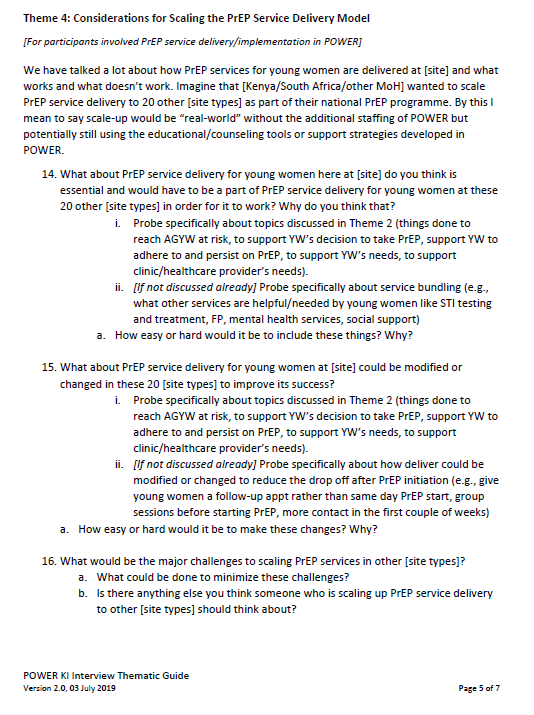 Theme 4: Considerations for Scaling the PrEP Service Delivery Model
[For participants involved PrEP service delivery/implementation in POWER]
We have talked a lot about how PrEP services for young women are delivered at [site] and what
works and what doesn't work. Imagine that [Kenya/South Africa/other MoH] wanted to scale
PrEP service delivery to 20 other [site types] as part of their national PrEP programme. By this I
mean to say scale-up would be "real-world" without the additional staffing of POWER but
potentially still using the educational/counseling tools or support strategies developed in
POWER.
14. What about PrEP service delivery for young women here at [site] do you think is
essential and would have to be a part of PrEP service delivery for young women at these
20 other [site types] in order for it to work? Why do you think that?
i. Probe specifically about topics discussed in Theme 2 (things done to
reach AGYW at risk, to support YW's decision to take PrEP, support YW to
adhere to and persist on PrEP, to support YW's needs, to support
clinic/healthcare provider's needs).
ii. [If not discussed already] Probe specifically about service bundling (e.g.,
what other services are helpful/needed by young women like STI testing
and treatment, FP, mental health services, social support)
a. How easy or hard would it be to include these things? Why?
15. What about PrEP service delivery for young women at [site] could be modified or
changed in these 20 [site types] to improve its success?
i. Probe specifically about topics discussed in Theme 2 (things done to
reach AGYW at risk, to support YW's decision to take PrEP, support YW to
adhere to and persist on PrEP, to support YW's needs, to support
clinic/healthcare provider's needs).
ii. [If not discussed already] Probe specifically about how deliver could be
modified or changed to reduce the drop off after PrEP initiation (e.g., give
young women a follow-up appt rather than same day PrEP start, group
sessions before starting PrEP, more contact in the first couple of weeks)
a. How easy or hard would it be to make these changes? Why?
16. What would be the major challenges to scaling PrEP services in other [site types]?
a. What could be done to minimize these challenges?
b. Is there anything else you think someone who is scaling up PrEP service delivery
to other [site types] should think about?
POWER KI Interview Thematic Guide
Version 2.0, 03 July 2019
Page 5 of 7